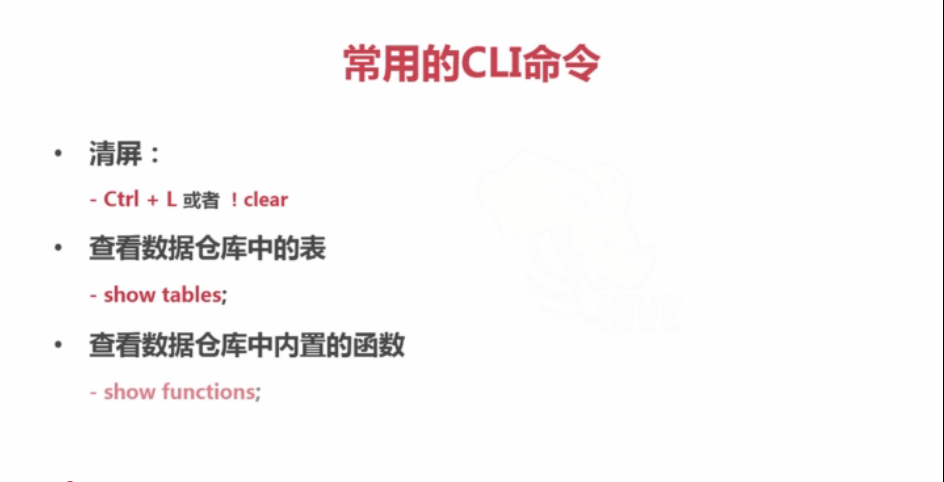 常用的CLI命令
• 清屏：
- Ctrl + L 或者 ! clear
• 查看数据仓库中的表
- show tables;
• 查看数据仓库中内置的函数
- show functions;
HIVE